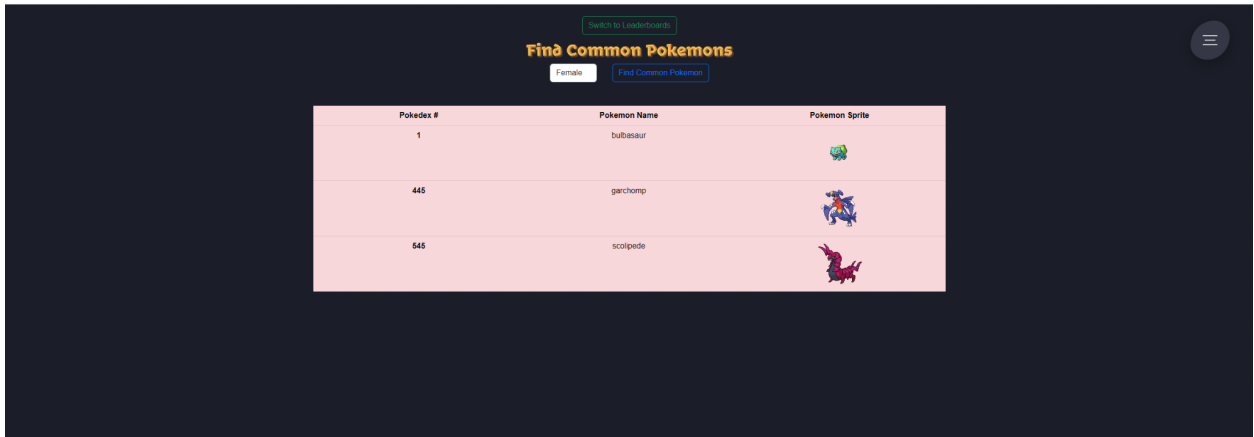 Switch to Leaderboards
Find Common Pokemons
Female Find Common Pokemon
Pokedex # Pokemon Name Pokemon Sprite
1 bulbasaur
445 garchomp
545 scolipede